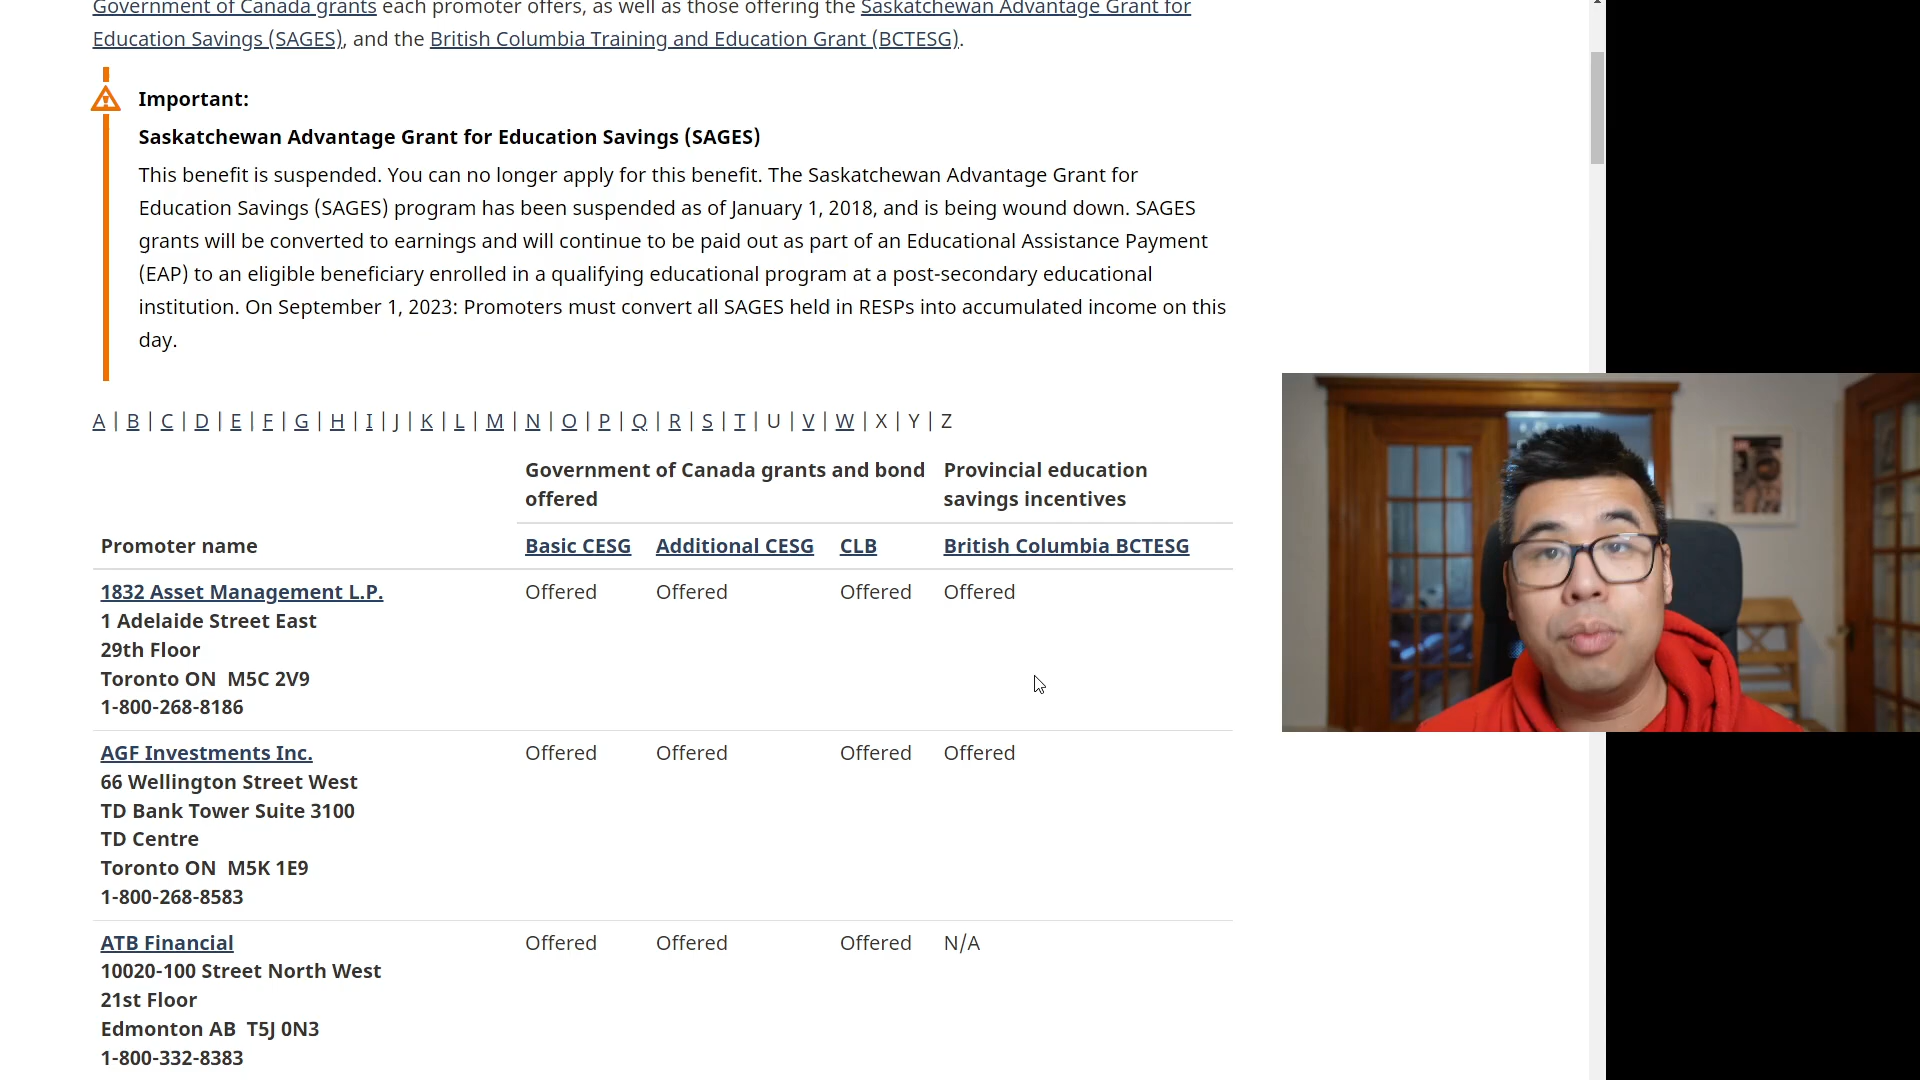 Government of Canada grants each promoter offers, as well as those offering the Saskatchewan Advantage Grant for
Education Savings (SAGES), and the British Columbia Training and Education Grant (BCTESG).
Important:
Saskatchewan Advantage Grant for Education Savings (SAGES)
This benefit is suspended. You can no longer apply for this benefit. The Saskatchewan Advantage Grant for
Education Savings (SAGES) program has been suspended as of January 1, 2018, and is being wound down. SAGES
grants will be converted to earnings and will continue to be paid out as part of an Educational Assistance Payment
(EAP) to an eligible beneficiary enrolled in a qualifying educational program at a post-secondary educational
institution. On September 1, 2023: Promoters must convert all SAGES held in RESPs into accumulated income on this
day.
A | B | C | D | E | F | G | H | I | J | K | L | M | N | O | P | Q | R | S | T | U | V | W | X | Y | Z
Government of Canada grants and bond offered
Provincial education savings incentives
Promoter name Basic CESG Additional CESG CLB British Columbia BCTESG
1832 Asset Management L.P. Offered Offered Offered Offered
1 Adelaide Street East
29th Floor
Toronto ON M5C 2V9
1-800-268-8186
AGF Investments Inc. Offered Offered Offered Offered
66 Wellington Street West
TD Bank Tower Suite 3100
TD Centre
Toronto ON M5K 1E9
1-800-268-8583
ATB Financial Offered Offered Offered N/A
10020-100 Street North West
21st Floor
Edmonton AB T5J 0N3
1-800-332-8383